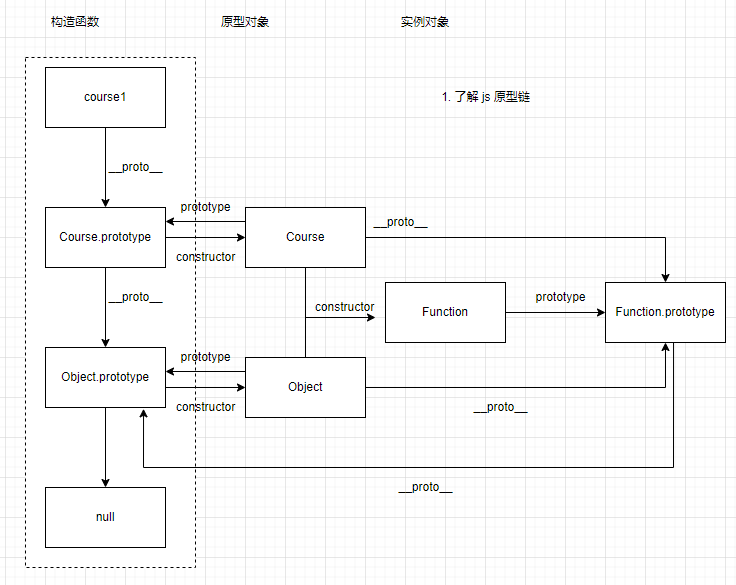 构造函数
原型对象
实例对象
course1
1. 了解 js 原型链
__proto__
prototype
__proto__
Course.prototype
Course
constructor
__proto__
constructor
Function
prototype
Function.prototype
prototype
Object.prototype
Object
constructor
__proto__
__proto__
null